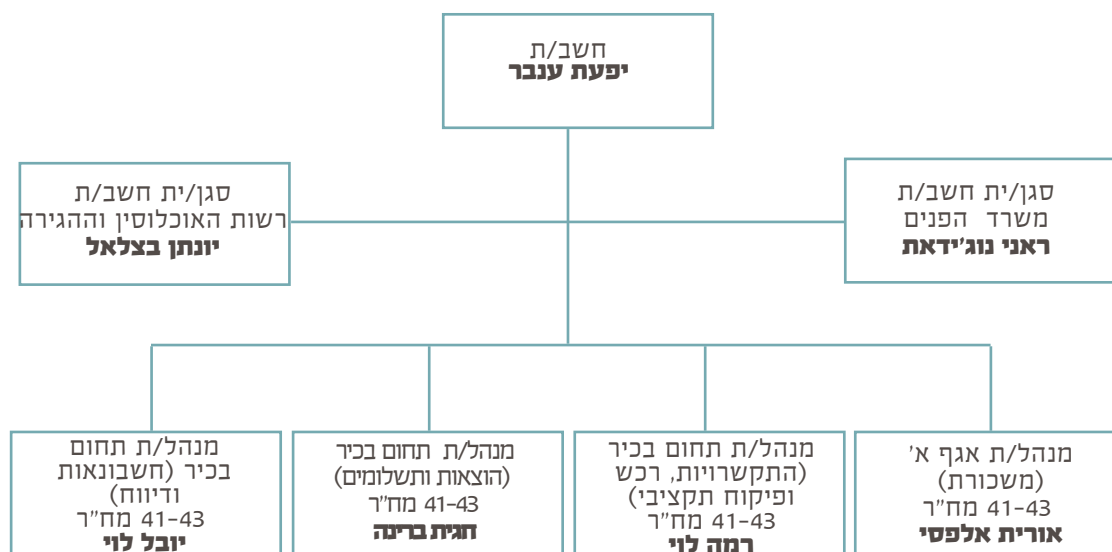 חשב/ת
יפעת ענבר
סגן/ית חשב/ת
משרד הפנים
ראני נוג'ידאת
סגן/ית חשב/ת
רשות האוכלוסין וההגירה
יונתן בצלאל
מנהל/ת אגף א'
(משכורת)
41-43 מח"ר
אורית אלפסי
מנהל/ת תחום בכיר
(התקשרויות, רכש
ופיקוח תקציבי)
41-43 מח"ר
רמה לוי
מנהל/ת תחום בכיר
(הוצאות ותשלומים)
41-43 מח"ר
חגית ברינה
מנהל/ת תחום
בכיר (חשבונאות
ודיווח)
41-43 מח"ר
יובל לוי